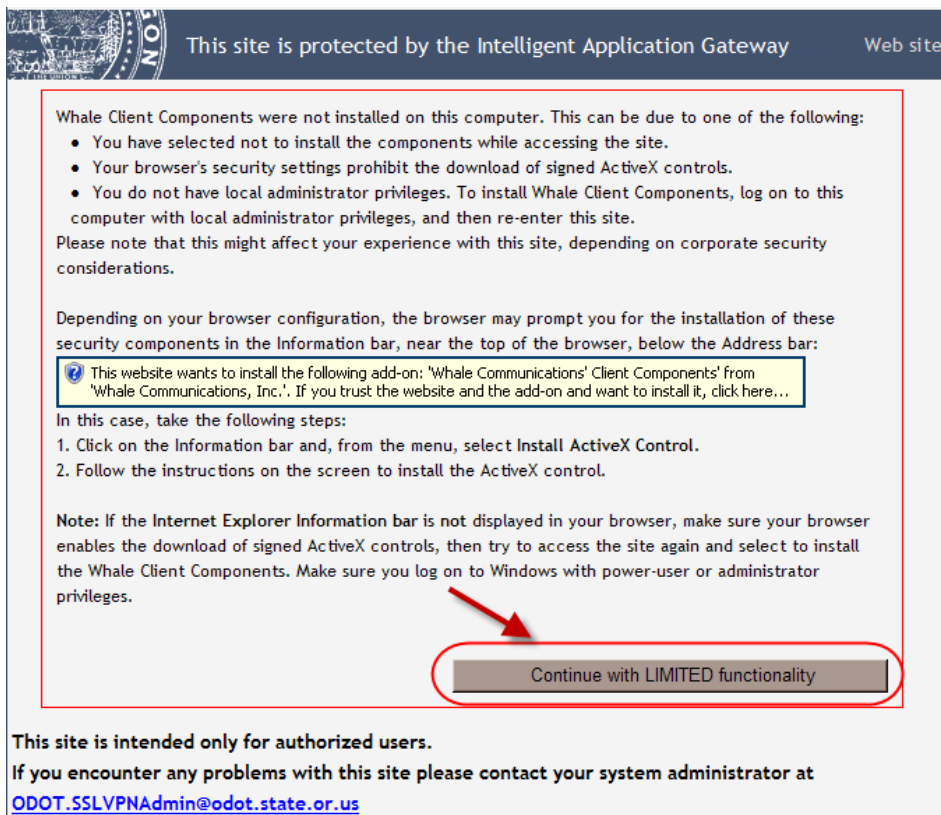 GON
THE UNION
This site is protected by the Intelligent Application Gateway Web site
Whale Client Components were not installed on this computer. This can be due to one of the following:
• You have selected not to install the components while accessing the site.
• Your browser's security settings prohibit the download of signed ActiveX controls.
• You do not have local administrator privileges. To install Whale Client Components, log on to this
computer with local administrator privileges, and then re-enter this site.
Please note that this might affect your experience with this site, depending on corporate security
considerations.
Depending on your browser configuration, the browser may prompt you for the installation of these
security components in the Information bar, near the top of the browser, below the Address bar:
This website wants to install the following add-on: 'Whale Communications' Client Components' from
'Whale Communications, Inc.'. If you trust the website and the add-on and want to install it, click here...
In this case, take the following steps:
1. Click on the Information bar and, from the menu, select Install ActiveX Control.
2. Follow the instructions on the screen to install the ActiveX control.
Note: If the Internet Explorer Information bar is not displayed in your browser, make sure your browser
enables the download of signed ActiveX controls, then try to access the site again and select to install
the Whale Client Components. Make sure you log on to Windows with power-user or administrator
privileges.
Continue with LIMITED functionality
This site is intended only for authorized users.
If you encounter any problems with this site please contact your system administrator at
ODOT.SSLVPNAdmin@odot.state.or.us